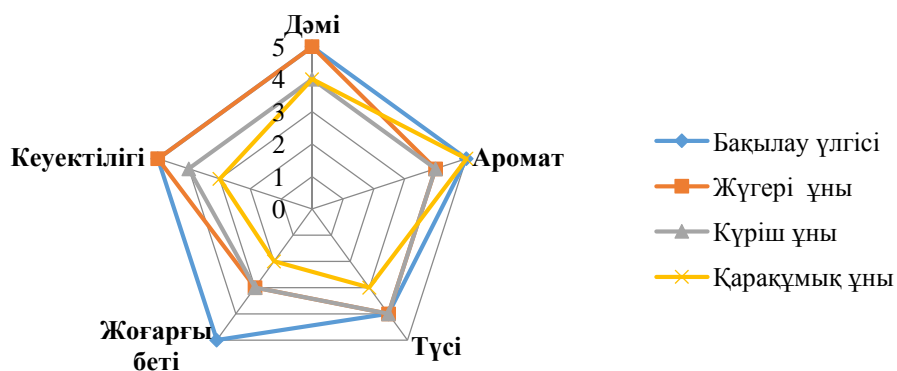 Дәмі
5
4
3
2
1
0
Аромат
Түсі
Жоғарғы
беті
Кеуектілігі
Бақылау үлгісі
Жүгері ұны
Күріш ұны
Қарақұмық ұны